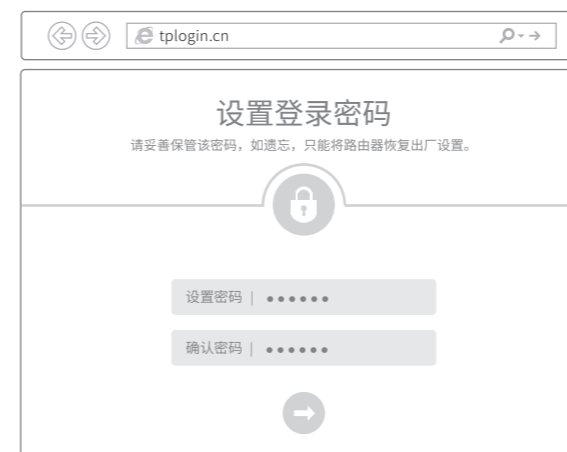 tplogin.cn
设置登录密码
请妥善保管该密码，如遗忘，只能将路由器恢复出厂设置。
设置密码 | ●●●●●●
确认密码 | ●●●●●●